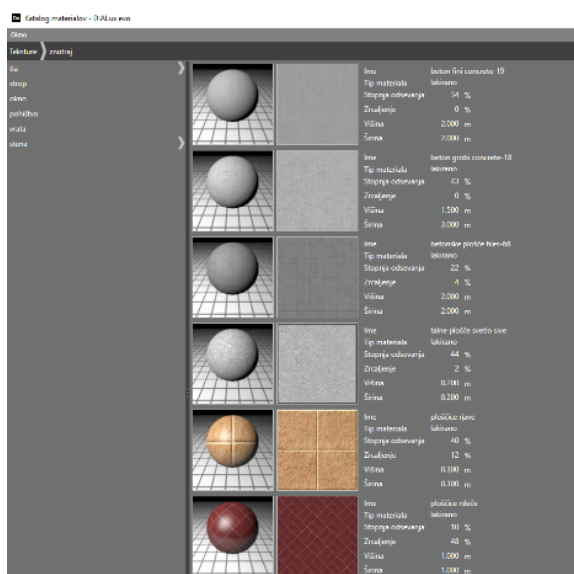 Katalog materialov - DIALux evo
Okno
Teksture znotraj
tla
strop
okno
pohištvo
vrata
stena
Ime beton fini concrete-19
Tip materiala lakirano
Stopnja odsevanja 34 %
Zrcaljenje 0 %
Višina 2.000 m
Širina 2.000 m
Ime beton grobi concrete-18
Tip materiala lakirano
Stopnja odsevanja 43 %
Zrcaljenje 0 %
Višina 1.500 m
Širina 3.000 m
Ime betonske plošče tiles-68
Tip materiala lakirano
Stopnja odsevanja 22 %
Zrcaljenje 4 %
Višina 2.000 m
Širina 2.000 m
Ime talne plošče svetlo sive
Tip materiala lakirano
Stopnja odsevanja 44 %
Zrcaljenje 2 %
Višina 0.200 m
Širina 0.200 m
Ime ploščice rjave
Tip materiala lakirano
Stopnja odsevanja 40 %
Zrcaljenje 12 %
Višina 0.300 m
Širina 0.300 m
Ime ploščice rdeče
Tip materiala lakirano
Stopnja odsevanja 10 %
Zrcaljenje 48 %
Višina 1.000 m
Širina 1.000 m